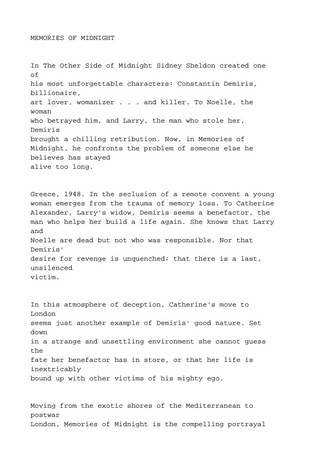 MEMORIES OF MIDNIGHT
In The Other Side of Midnight Sidney Sheldon created one
of
his most unforgettable characters: Constantin Demiris,
billionaire,
art lover, womanizer . . . and killer. To Noelle, the
woman
who betrayed him, and Larry, the man who stole her,
Demiris
brought a chilling retribution. Now, in Memories of
Midnight, he confronts the problem of someone else he
believes has stayed
alive too long.
Greece, 1948. In the seclusion of a remote convent a young
woman emerges from the trauma of memory loss. To Catherine
Alexander, Larry's widow, Demiris seems a benefactor, the
man who helps her build a life again. She knows that Larry
and
Noelle are dead but not who was responsible. Nor that
Demiris'
desire for revenge is unquenched; that there is a last,
unsilenced
victim.
In this atmosphere of deception, Catherine's move to
London
seems just another example of Demiris' good nature. Set
down
in a strange and unsettling environment she cannot guess
the
fate her benefactor has in store, or that her life is
inextricably
bound up with other victims of his mighty ego.
Moving from the exotic shores of the Mediterranean to
postwar
London, Memories of Midnight is the compelling portrayal